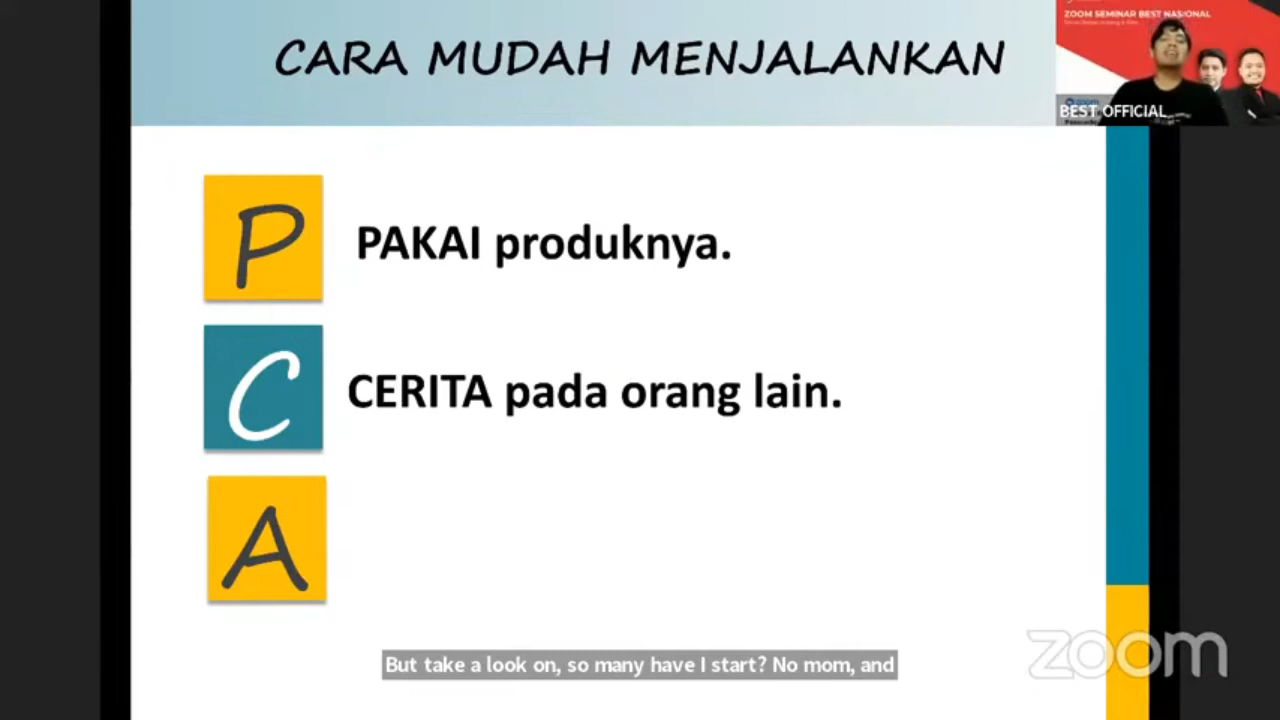 CARA MUDAH MENJALANKAN
ZOOM SEMINAR BEST NASIONAL
BEST OFFICIAL
P
PAKAI produknya.
C
CERITA pada orang lain.
A
But take a look on, so many have I start? No mom, and
zoom